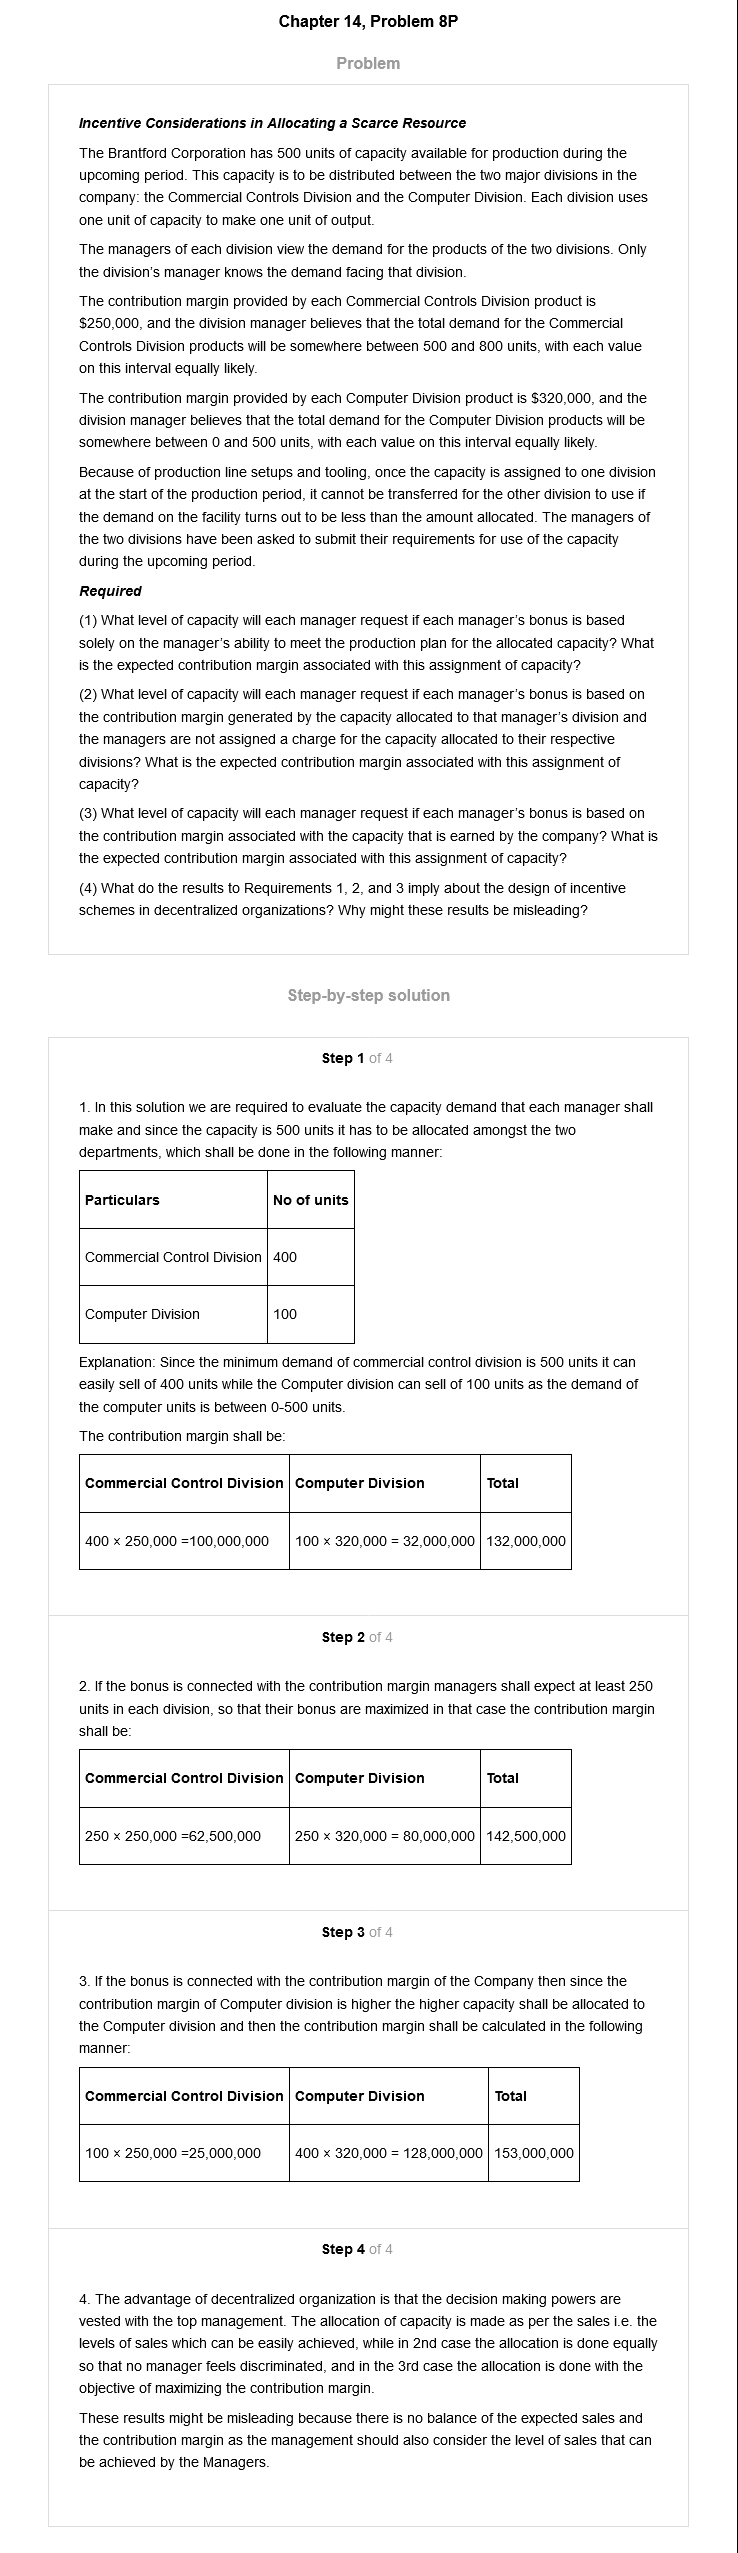 Chapter 14, Problem 8P
Problem
Incentive Considerations in Allocating a Scarce Resource
The Brantford Corporation has 500 units of capacity available for production during the
upcoming period. This capacity is to be distributed between the two major divisions in the
company: the Commercial Controls Division and the Computer Division. Each division uses
one unit of capacity to make one unit of output.
The managers of each division view the demand for the products of the two divisions. Only
the division's manager knows the demand facing that division.
The contribution margin provided by each Commercial Controls Division product is
$250,000, and the division manager believes that the total demand for the Commercial
Controls Division products will be somewhere between 500 and 800 units, with each value
on this interval equally likely.
The contribution margin provided by each Computer Division product is $320,000, and the
division manager believes that the total demand for the Computer Division products will be
somewhere between 0 and 500 units, with each value on this interval equally likely.
Because of production line setups and tooling, once the capacity is assigned to one division
at the start of the production period, it cannot be transferred for the other division to use if
the demand on the facility turns out to be less than the amount allocated. The managers of
the two divisions have been asked to submit their requirements for use of the capacity
during the upcoming period.
Required
(1) What level of capacity will each manager request if each manager's bonus is based
solely on the manager's ability to meet the production plan for the allocated capacity? What
is the expected contribution margin associated with this assignment of capacity?
(2) What level of capacity will each manager request if each manager's bonus is based on
the contribution margin generated by the capacity allocated to that manager's division and
the managers are not assigned a charge for the capacity allocated to their respective
divisions? What is the expected contribution margin associated with this assignment of
capacity?
(3) What level of capacity will each manager request if each manager's bonus is based on
the contribution margin associated with the capacity that is earned by the company? What is
the expected contribution margin associated with this assignment of capacity?
(4) What do the results to Requirements 1, 2, and 3 imply about the design of incentive
schemes in decentralized organizations? Why might these results be misleading?
Step-by-step solution
Step 1 of 4
1. In this solution we are required to evaluate the capacity demand that each manager shall
make and since the capacity is 500 units it has to be allocated amongst the two
departments, which shall be done in the following manner:
Particulars No of units
Commercial Control Division 400
Computer Division 100
Explanation: Since the minimum demand of commercial control division is 500 units it can
easily sell of 400 units while the Computer division can sell of 100 units as the demand of
the computer units is between 0-500 units.
The contribution margin shall be:
Commercial Control Division Computer Division Total
400 × 250,000 =100,000,000 100 × 320,000 = 32,000,000 132,000,000
Step 2 of 4
2. If the bonus is connected with the contribution margin managers shall expect at least 250
units in each division, so that their bonus are maximized in that case the contribution margin
shall be:
Commercial Control Division Computer Division Total
250 × 250,000 =62,500,000 250 × 320,000 = 80,000,000 142,500,000
Step 3 of 4
3. If the bonus is connected with the contribution margin of the Company then since the
contribution margin of Computer division is higher the higher capacity shall be allocated to
the Computer division and then the contribution margin shall be calculated in the following
manner:
Commercial Control Division Computer Division Total
100 × 250,000 =25,000,000 400 × 320,000 = 128,000,000 153,000,000
Step 4 of 4
4. The advantage of decentralized organization is that the decision making powers are
vested with the top management. The allocation of capacity is made as per the sales i.e. the
levels of sales which can be easily achieved, while in 2nd case the allocation is done equally
so that no manager feels discriminated, and in the 3rd case the allocation is done with the
objective of maximizing the contribution margin.
These results might be misleading because there is no balance of the expected sales and
the contribution margin as the management should also consider the level of sales that can
be achieved by the Managers.